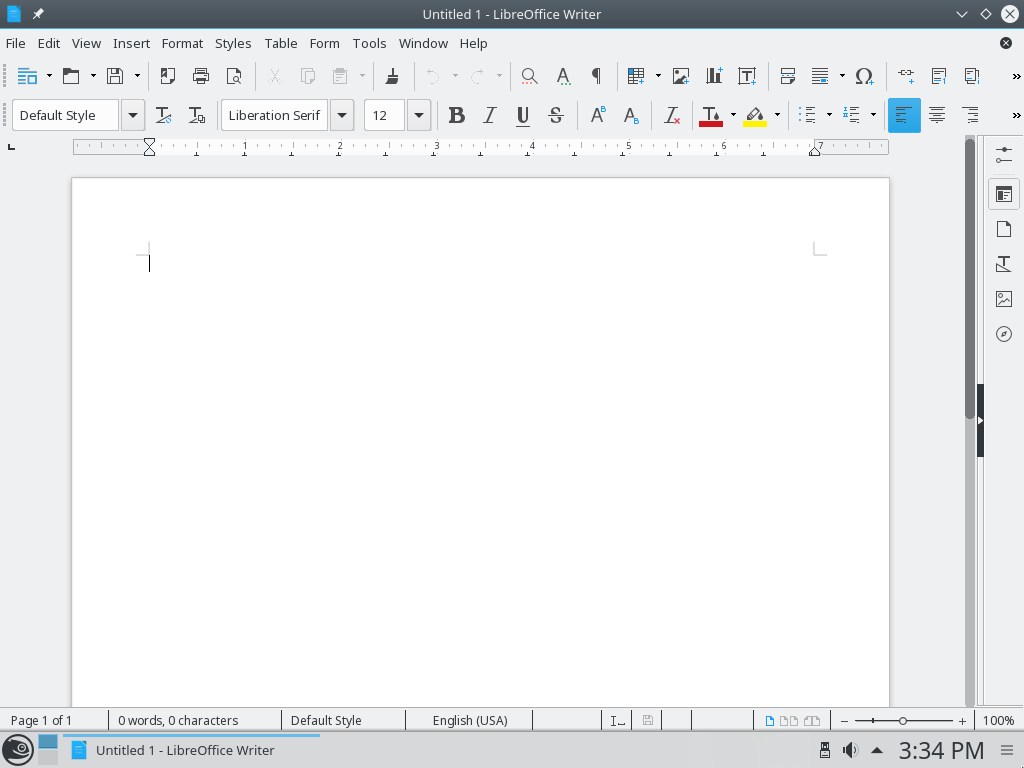 Untitled 1 - LibreOffice Writer
File Edit View Insert Format Styles Table Form Tools Window Help
Default Style Liberation Serif 12
1 2 3 4 5 6 7
Page 1 of 1 0 words, 0 characters Default Style English (USA) 100%
Untitled 1 - LibreOffice Writer 3:34 PM